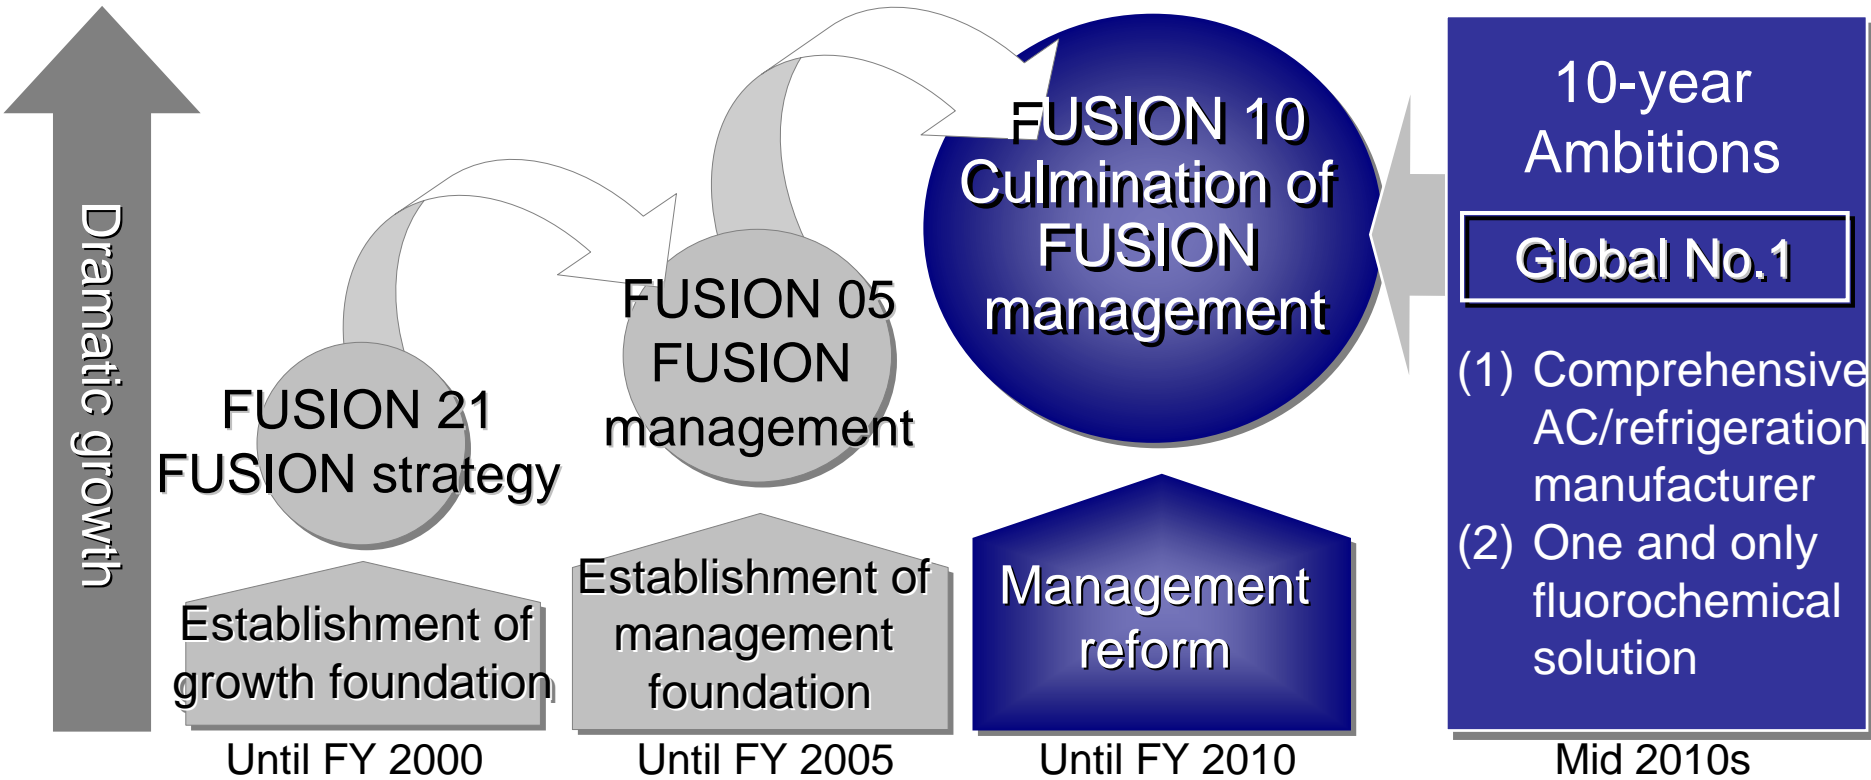 Dramatic growth
FUSION 21
FUSION strategy
Establishment of
growth foundation
Until FY 2000
FUSION 05
FUSION
management
Establishment of
management
foundation
Until FY 2005
FUSION 10
Culmination of
FUSION
management
Management
reform
Until FY 2010
10-year
Ambitions
Global No.1
(1) Comprehensive
AC/refrigeration
manufacturer
(2) One and only
fluorochemical
solution
Mid 2010s